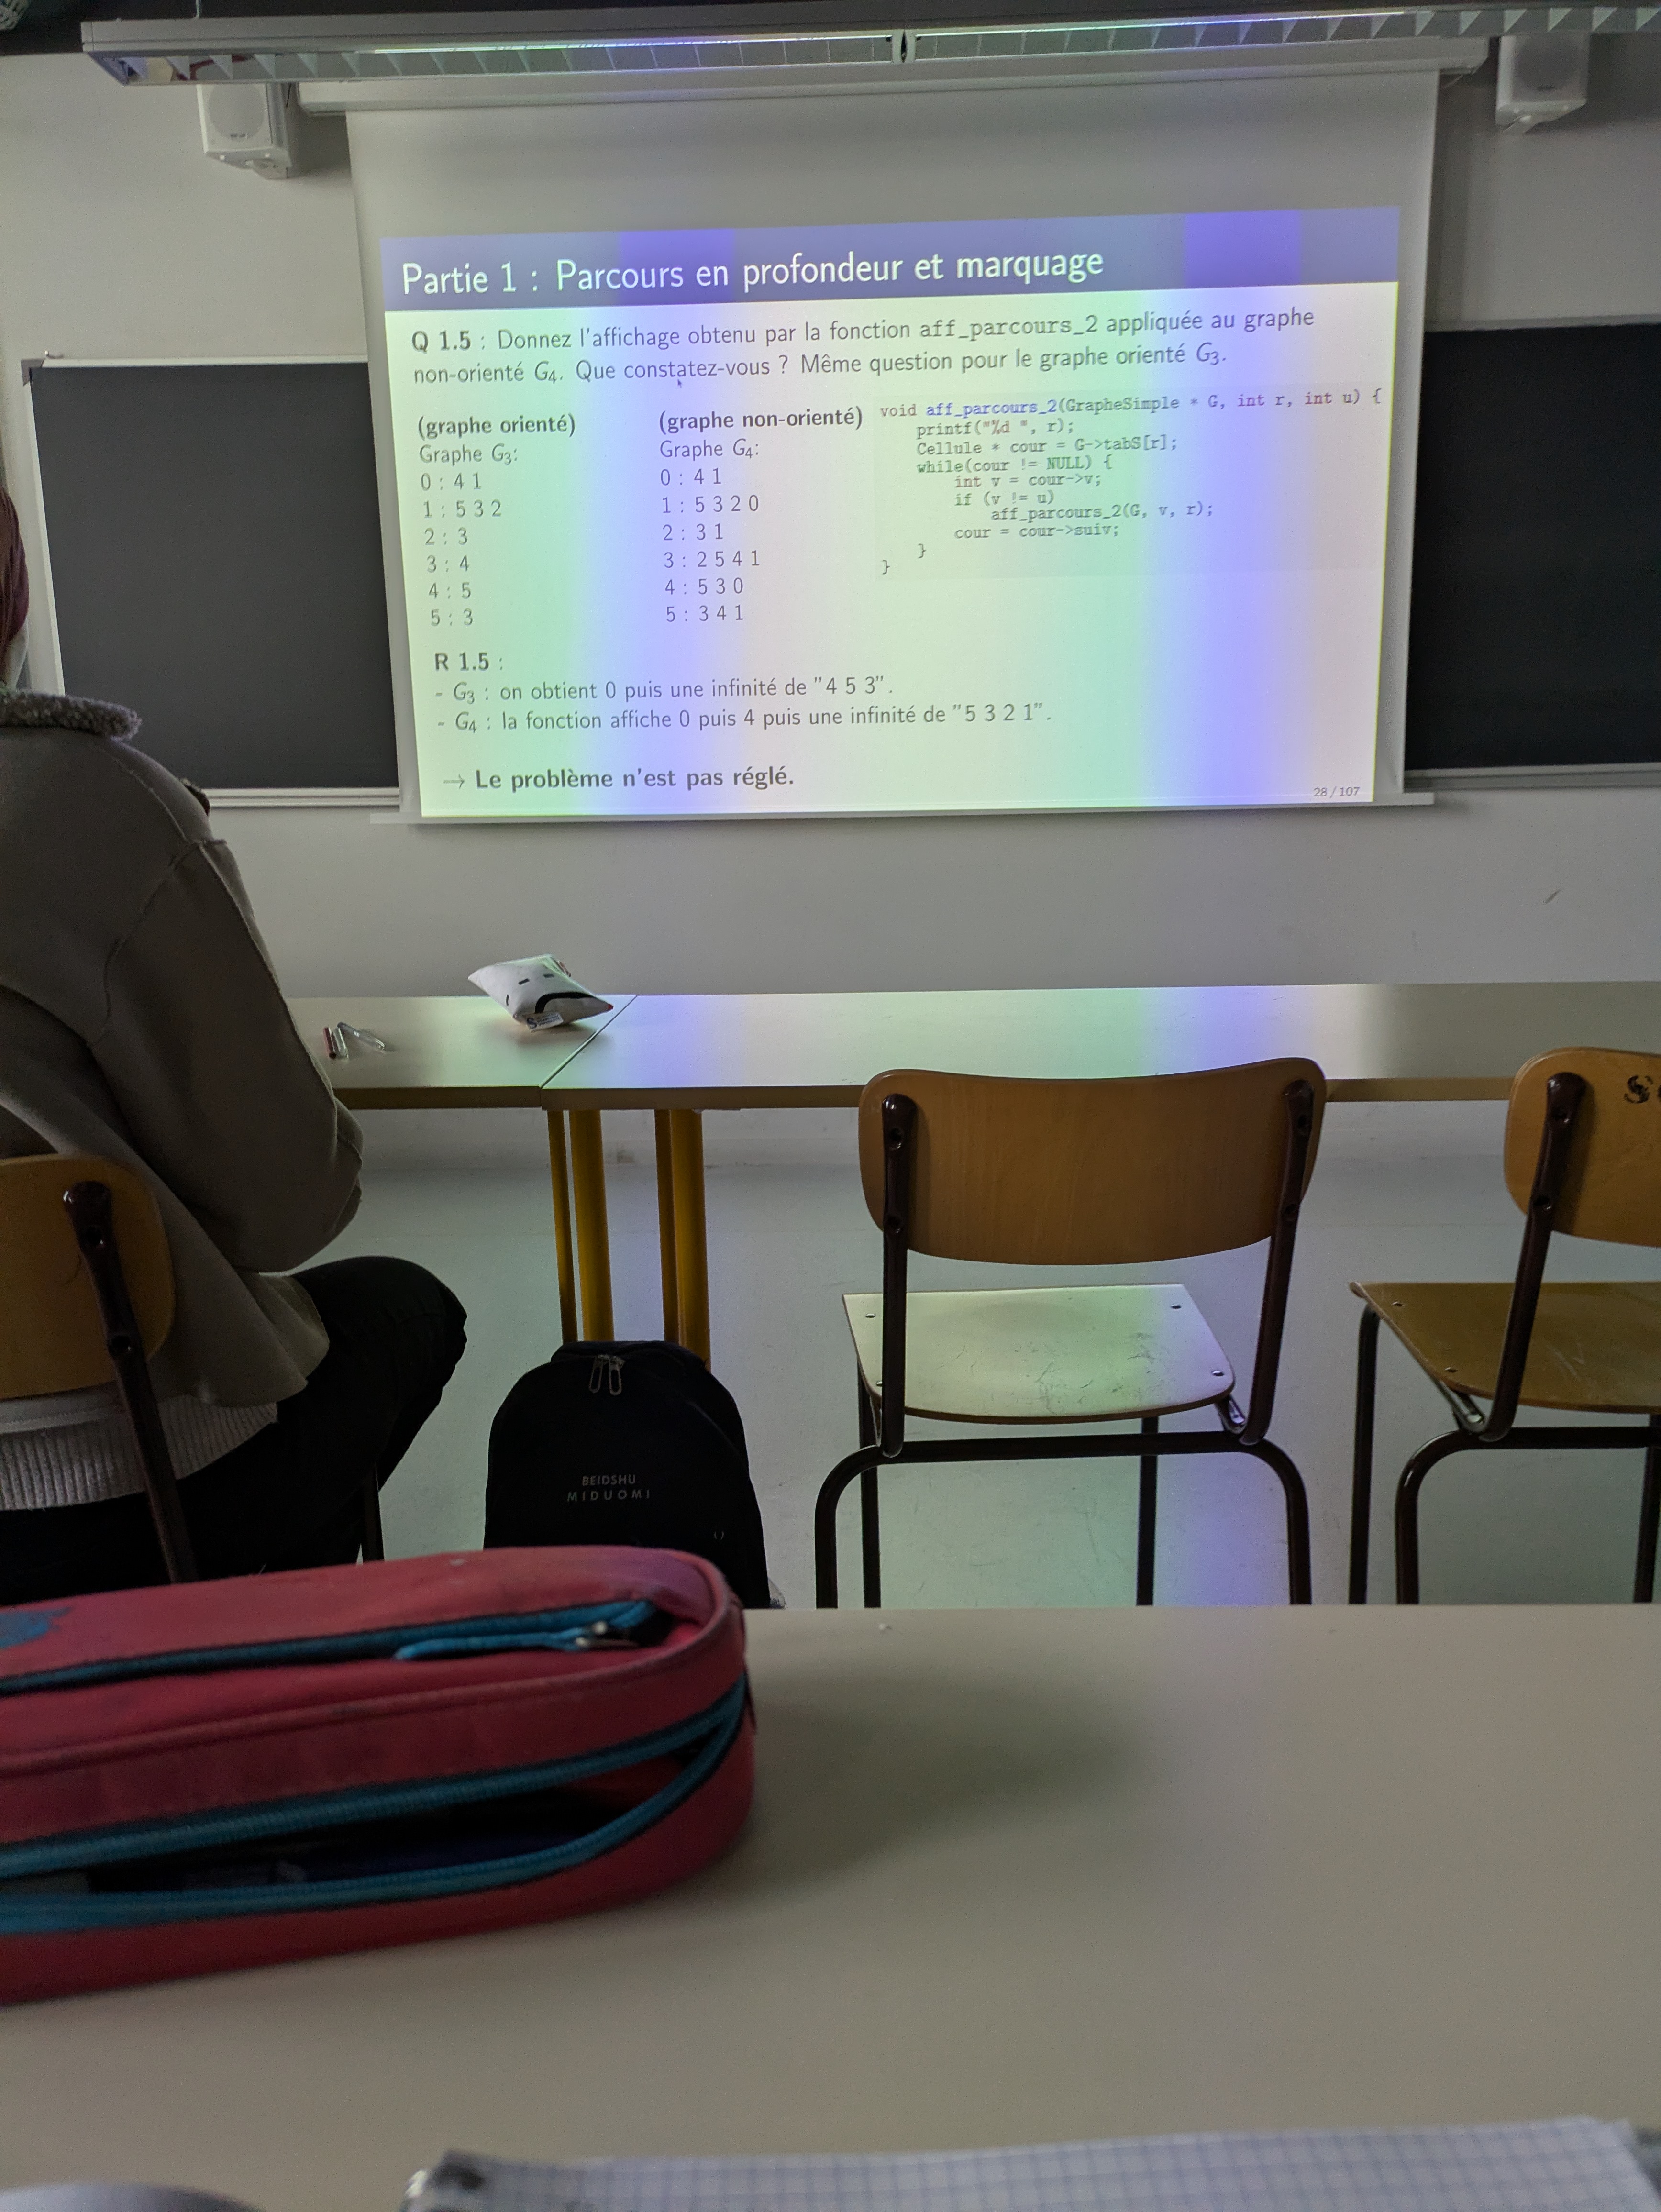 Partie 1 : Parcours en profondeur et marquage
Q 1.5 : Donnez l'affichage obtenu par la fonction aff_parcours_2 appliquée au graphe
non-orienté G₄. Que constatez-vous ? Même question pour le graphe orienté G₃.
(graphe orienté)
Graphe G₃:
0 : 4 1
1 : 5 3 2
2 : 3
3 : 4
4 : 5
5 : 3
(graphe non-orienté)
Graphe G₄:
0 : 4 1
1 : 5 3 2 0
2 : 3 1
3 : 2 5 4 1
4 : 5 3 0
5 : 3 4 1
void aff_parcours_2(GrapheSimple * G, int r, int u) {
printf("%d ", r);
Cellule * cour = G->tabS[r];
while(cour != NULL) {
int v = cour->v;
if (v != u)
aff_parcours_2(G, v, r);
cour = cour->suiv;
}
}
R 1.5 :
- G₃ : on obtient 0 puis une infinité de "4 5 3".
- G₄ : la fonction affiche 0 puis 4 puis une infinité de "5 3 2 1".
→ Le problème n'est pas réglé.
28 / 107
BEIDSHU
MIDUOMI